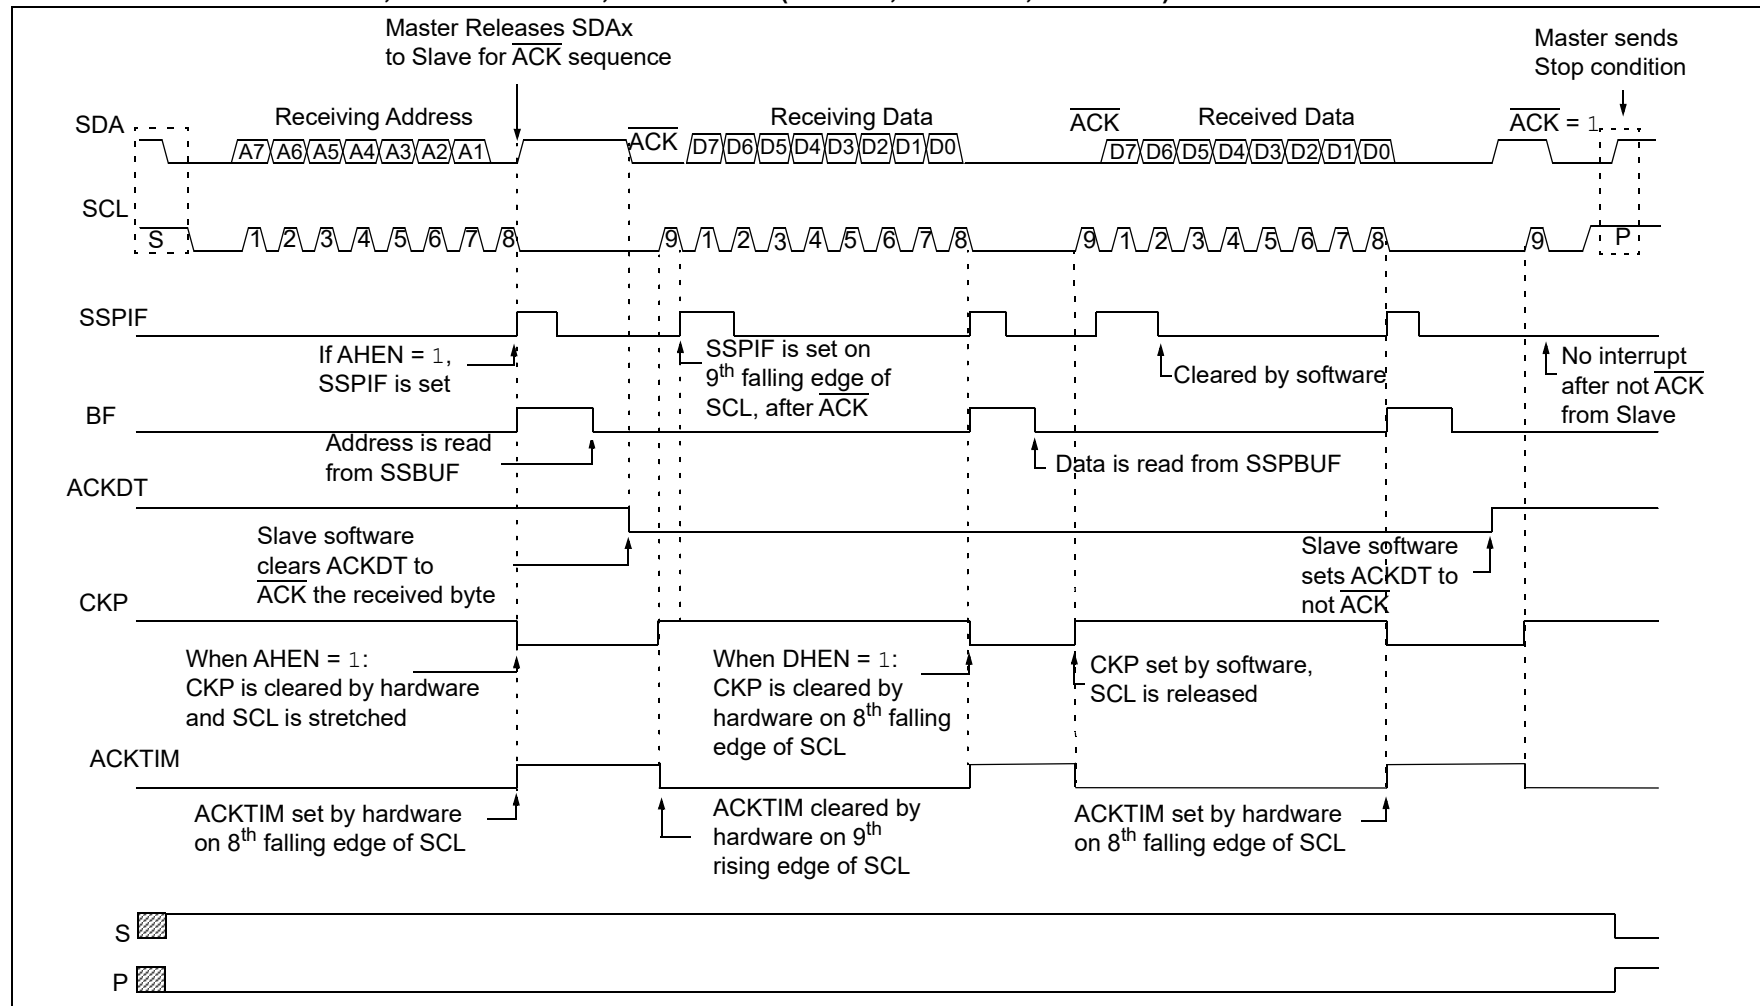 Master Releases SDAx
to Slave for ACK sequence
Master sends
Stop condition
SDA
Receiving Address
ACK
Receiving Data
ACK
Received Data
ACK = 1
A7 A6 A5 A4 A3 A2 A1
D7 D6 D5 D4 D3 D2 D1 D0
D7 D6 D5 D4 D3 D2 D1 D0
SCL
S
1 2 3 4 5 6 7 8
9 1 2 3 4 5 6 7 8
9 1 2 3 4 5 6 7 8
9
P
SSPIF
If AHEN = 1,
SSPIF is set
SSPIF is set on
9th falling edge of
SCL, after ACK
Cleared by software
No interrupt
after not ACK
from Slave
BF
Address is read
from SSBUF
Data is read from SSPBUF
ACKDT
Slave software
clears ACKDT to
ACK the received byte
Slave software
sets ACKDT to
not ACK
CKP
When AHEN = 1:
CKP is cleared by hardware
and SCL is stretched
When DHEN = 1:
CKP is cleared by
hardware on 8th falling
edge of SCL
CKP set by software,
SCL is released
ACKTIM
ACKTIM set by hardware
on 8th falling edge of SCL
ACKTIM cleared by
hardware on 9th
rising edge of SCL
ACKTIM set by hardware
on 8th falling edge of SCL
S
P